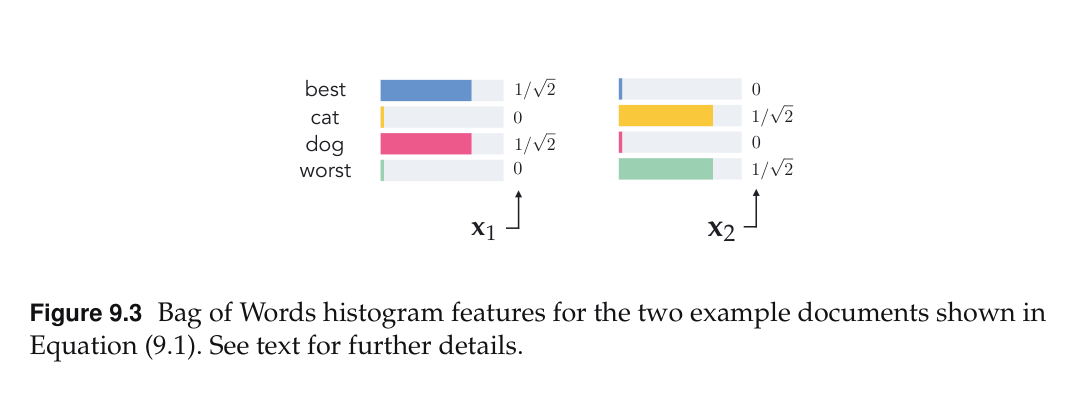 best 1/√2 0
cat 0 1/√2
dog 1/√2 0
worst 0 1/√2
x₁ x₂
Figure 9.3 Bag of Words histogram features for the two example documents shown in
Equation (9.1). See text for further details.